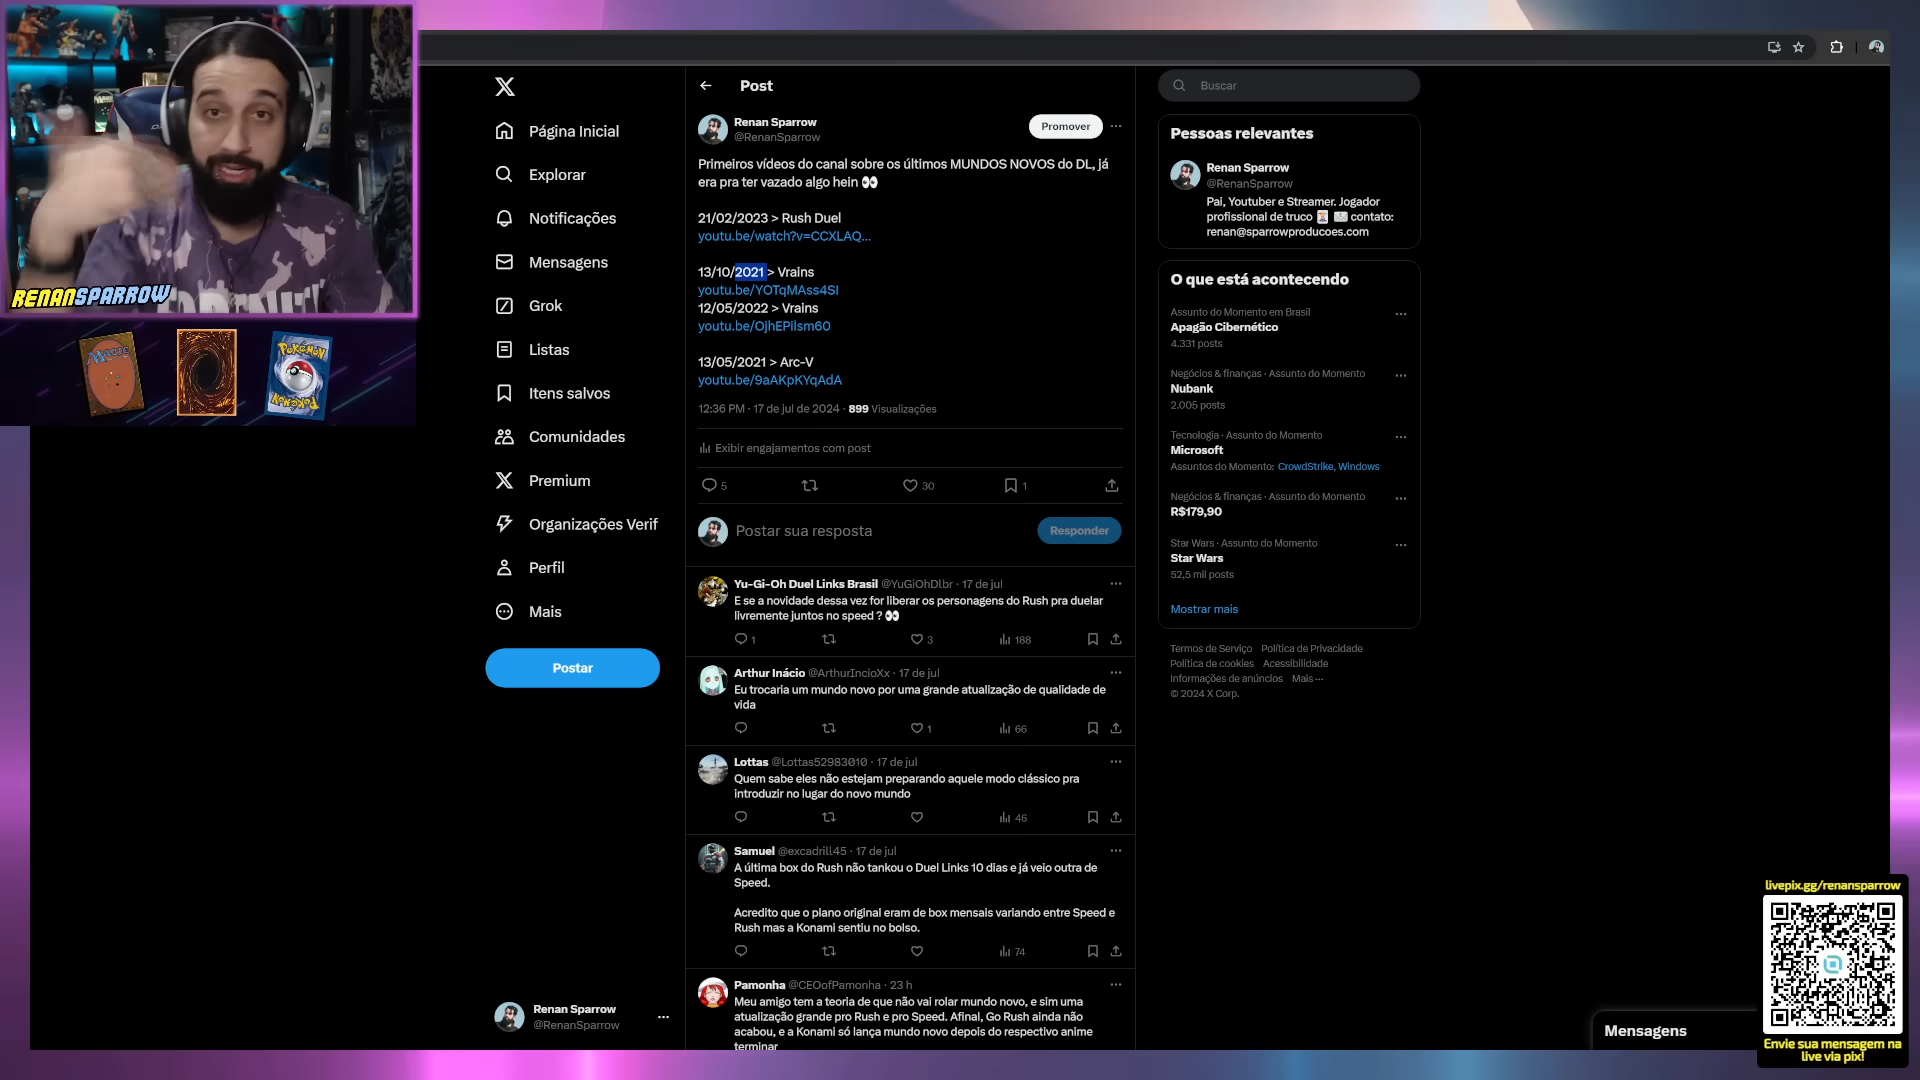 RENANSPARROW
Magic
POKéMON
POKéMON
Página Inicial
Explorar
Notificações
Mensagens
Grok
Listas
Itens salvos
Comunidades
Premium
Organizações Verif
Perfil
Mais
Postar
Renan Sparrow
@RenanSparrow
Post
Renan Sparrow
@RenanSparrow
Promover
Primeiros vídeos do canal sobre os últimos MUNDOS NOVOS do DL, já
era pra ter vazado algo hein 👀
21/02/2023 > Rush Duel
youtu.be/watch?v=CCXLAQ...
13/10/2021 > Vrains
youtu.be/YOTqMAss4SI
12/05/2022 > Vrains
youtu.be/OjhEPIlsm60
13/05/2021 > Arc-V
youtu.be/9aAKpKYqAdA
12:36 PM · 17 de jul de 2024 · 899 Visualizações
Exibir engajamentos com post
5 30 1
Postar sua resposta
Responder
Yu-Gi-Oh Duel Links Brasil @YuGiOhDlbr · 17 de jul
E se a novidade dessa vez for liberar os personagens do Rush pra duelar
livremente juntos no speed ? 👀
1 3 188
Arthur Inácio @ArthurIncioXx · 17 de jul
Eu trocaria um mundo novo por uma grande atualização de qualidade de
vida
1 66
Lottas @Lottas52983010 · 17 de jul
Quem sabe eles não estejam preparando aquele modo clássico pra
introduzir no lugar do novo mundo
46
Samuel @excadrill45 · 17 de jul
A última box do Rush não tankou o Duel Links 10 dias e já veio outra de
Speed.
Acredito que o plano original eram de box mensais variando entre Speed e
Rush mas a Konami sentiu no bolso.
74
Pamonha @CEOofPamonha · 23 h
Meu amigo tem a teoria de que não vai rolar mundo novo, e sim uma
atualização grande pro Rush e pro Speed. Afinal, Go Rush ainda não
acabou, e a Konami só lança mundo novo depois do respectivo anime
terminar
Buscar
Pessoas relevantes
Renan Sparrow
@RenanSparrow
Pai, Youtuber e Streamer. Jogador
profissional de truco 🃏 ✉️ contato:
renan@sparrowproducoes.com
O que está acontecendo
Assunto do Momento em Brasil
Apagão Cibernético
4.331 posts
Negócios & finanças · Assunto do Momento
Nubank
2.005 posts
Tecnologia · Assunto do Momento
Microsoft
Assuntos do Momento: CrowdStrike, Windows
Negócios & finanças · Assunto do Momento
R$179,90
Star Wars · Assunto do Momento
Star Wars
52,5 mil posts
Mostrar mais
Termos de Serviço Política de Privacidade
Política de cookies Acessibilidade
Informações de anúncios Mais ···
© 2024 X Corp.
Mensagens
livepix.gg/renansparrow
Envie sua mensagem na
live via pix!